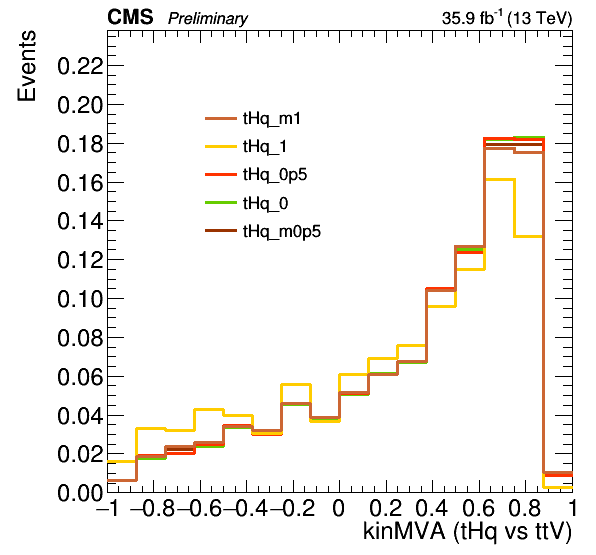 CMS Preliminary 35.9 fb-1 (13 TeV)
Events
0.22
0.20
0.18
0.16
0.14
0.12
0.10
0.08
0.06
0.04
0.02
0.00
tHq_m1
tHq_1
tHq_0p5
tHq_0
tHq_m0p5
−1 −0.8 −0.6 −0.4 −0.2 0 0.2 0.4 0.6 0.8 1
kinMVA (tHq vs ttV)